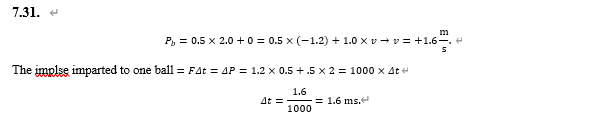 7.31. ↵
P_b = 0.5 × 2.0 + 0 = 0.5 × (−1.2) + 1.0 × v → v = +1.6 m/s. ↵
The implse imparted to one ball = FΔt = ΔP = 1.2 × 0.5 + .5 × 2 = 1000 × Δt ↵
Δt = 1.6/1000 = 1.6 ms. ↵